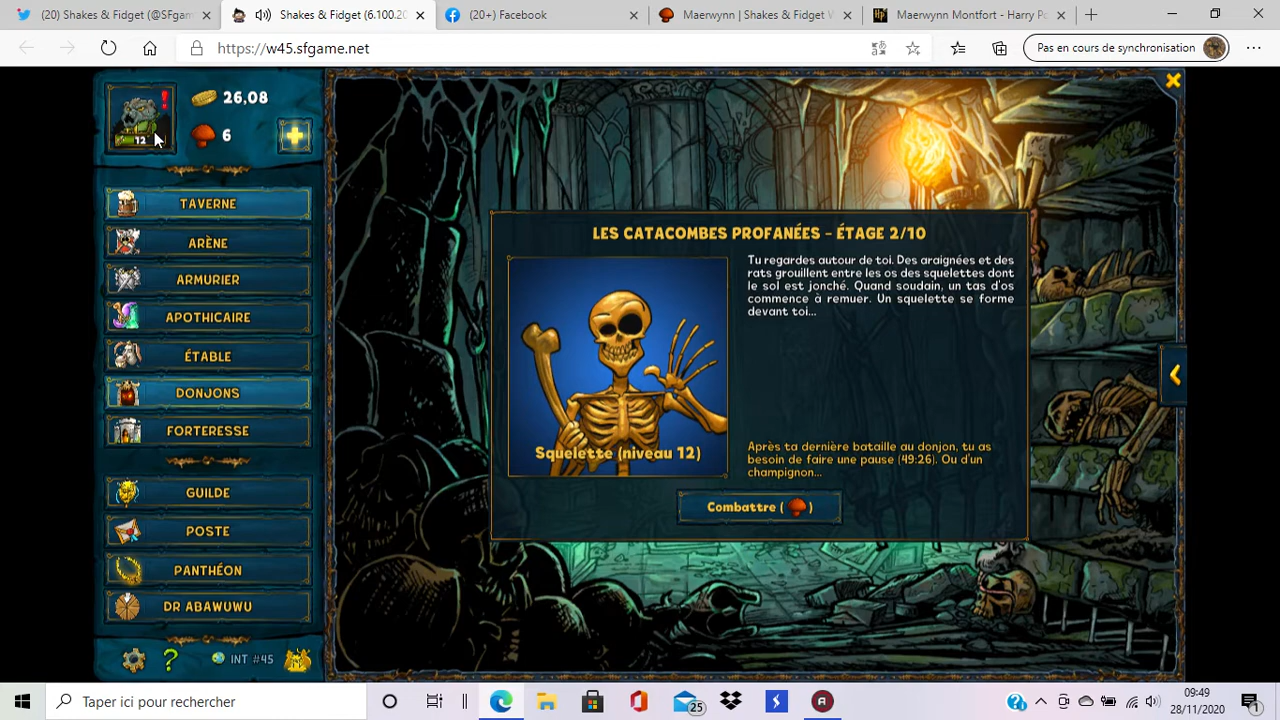 (20) Shakes & Fidget (@SFgam
Shakes & Fidget (6.100.20
(20+) Facebook
Maerwynn | Shakes & Fidget W
Maerwynn Montfort - Harry Po
https://w45.sfgame.net
Pas en cours de synchronisation
26,08
6
12
TAVERNE
ARÈNE
ARMURIER
APOTHICAIRE
ÉTABLE
DONJONS
FORTERESSE
GUILDE
POSTE
PANTHÉON
DR ABAWUWU
INT #45
LES CATACOMBES PROFANÉES - ÉTAGE 2/10
Tu regardes autour de toi. Des araignées et des
rats grouillent entre les os des squelettes dont
le sol est jonché. Quand soudain, un tas d'os
commence à remuer. Un squelette se forme
devant toi...
Squelette (niveau 12)
Après ta dernière bataille au donjon, tu as
besoin de faire une pause (49:26). Ou d'un
champignon...
Combattre ( )
Taper ici pour rechercher
25
09:49
28/11/2020
1